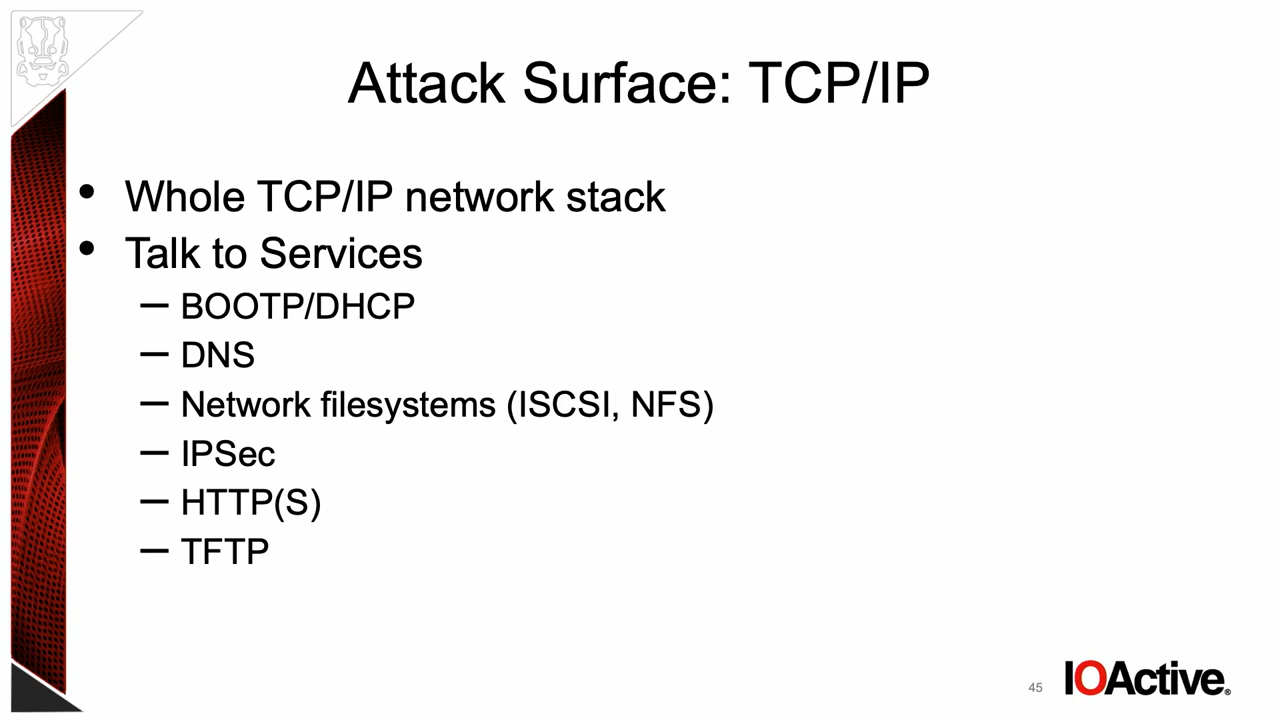 Attack Surface: TCP/IP
• Whole TCP/IP network stack
• Talk to Services
– BOOTP/DHCP
– DNS
– Network filesystems (ISCSI, NFS)
– IPSec
– HTTP(S)
– TFTP
45
IOActive®